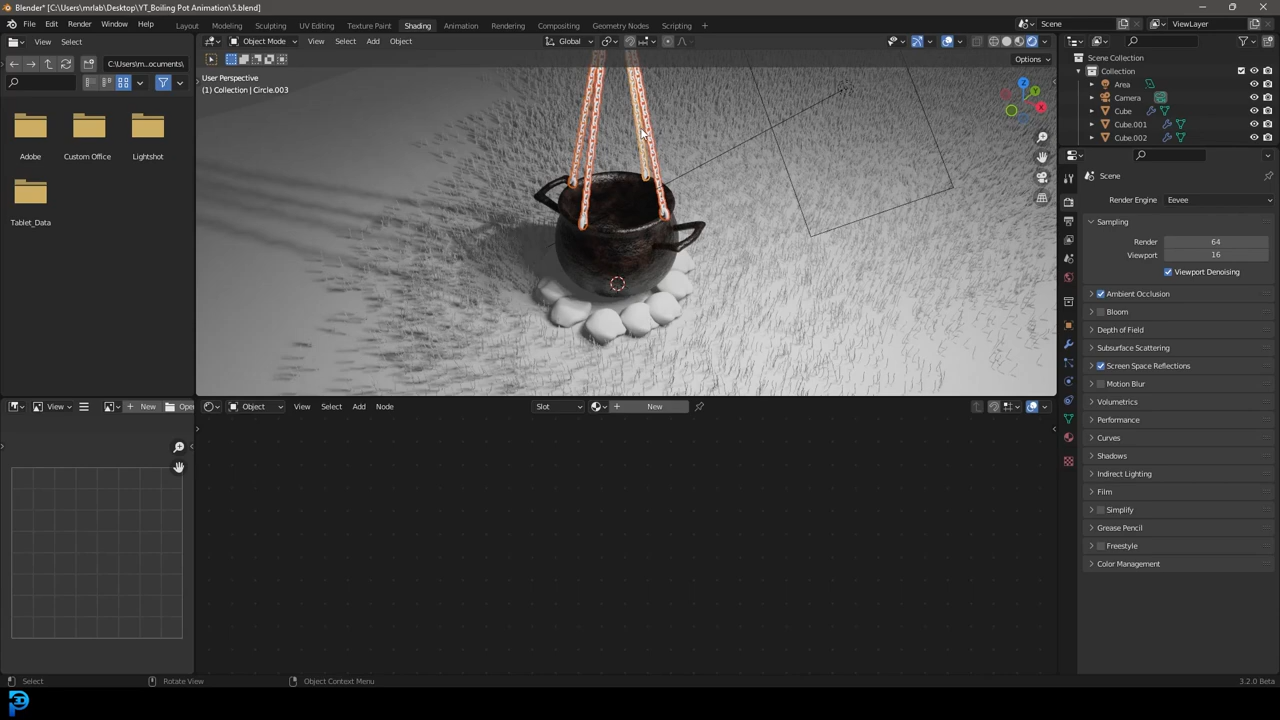 Blender* [C:\Users\mrlab\Desktop\YT_Boiling Pot Animation\5.blend]
File Edit Render Window Help Layout Modeling Sculpting UV Editing Texture Paint Shading Animation Rendering Compositing Geometry Nodes Scripting + Scene ViewLayer
View Select Object Mode View Select Add Object Global
C:\Users\m...ocuments\ Options
User Perspective
(1) Collection | Circle.003
Adobe Custom Office Lightshot
Tablet_Data
Scene Collection
Collection
Area
Camera
Cube
Cube.001
Cube.002
Scene
Render Engine Eevee
Sampling
Render 64
Viewport 16
Viewport Denoising
Ambient Occlusion
Bloom
Depth of Field
Subsurface Scattering
Screen Space Reflections
Motion Blur
Volumetrics
Performance
Curves
Shadows
Indirect Lighting
Film
Simplify
Grease Pencil
Freestyle
Color Management
View New Open Object View Select Add Node Slot New
Select Rotate View Object Context Menu 3.2.0 Beta